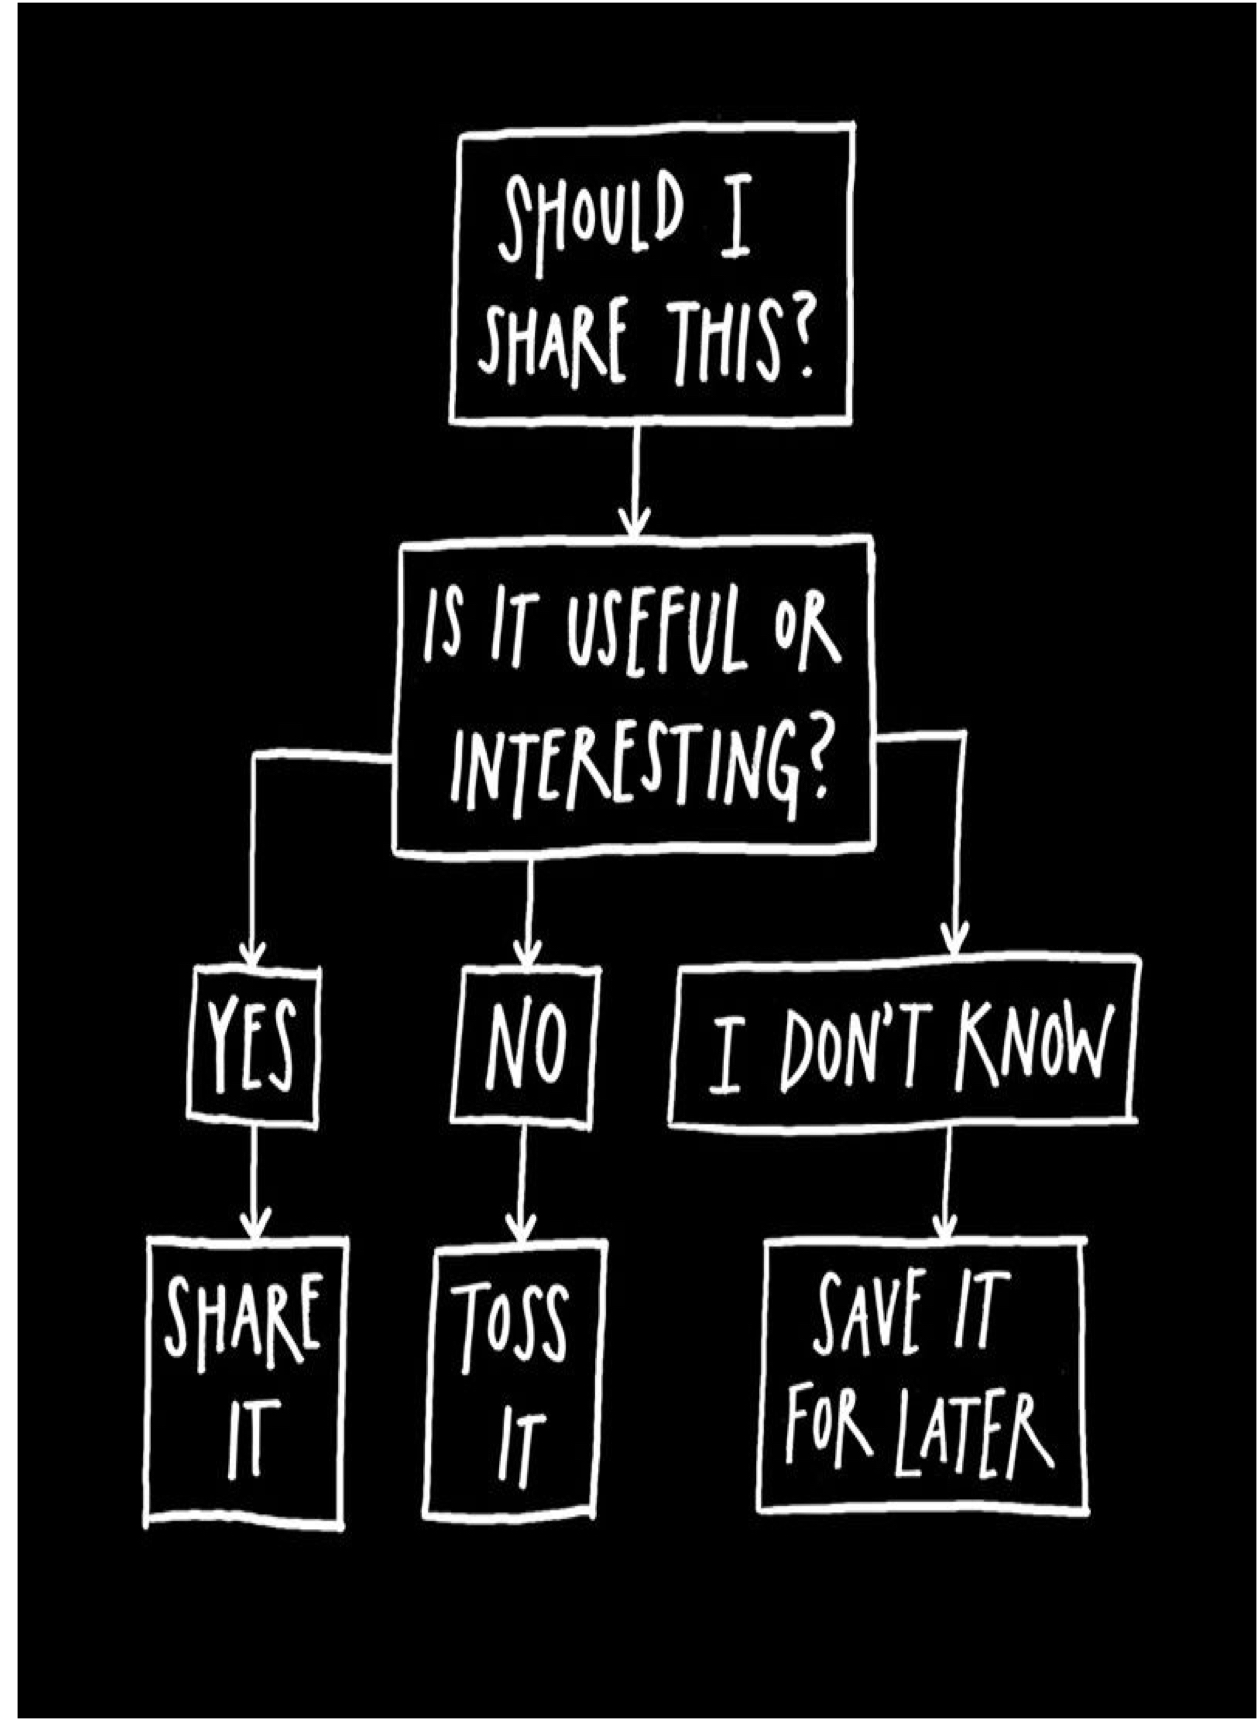 SHOULD I
SHARE THIS?
IS IT USEFUL OR
INTERESTING?
YES
NO
I DON'T KNOW
SHARE
IT
TOSS
IT
SAVE IT
FOR LATER